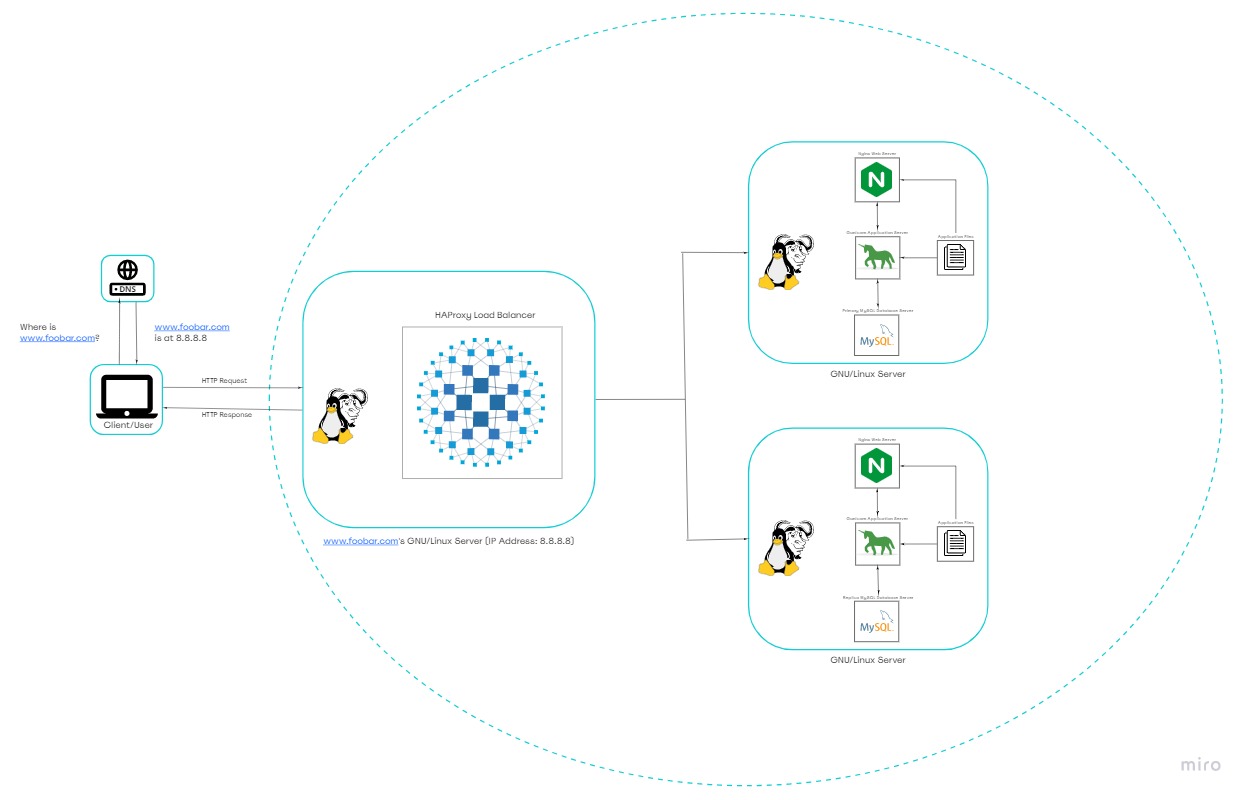 DNS
Where is
www.foobar.com?
www.foobar.com
is at 8.8.8.8
Client/User
HTTP Request
HTTP Response
HAProxy Load Balancer
www.foobar.com's GNU/Linux Server (IP Address: 8.8.8.8)
Nginx Web Server
N
Gunicorn Application Server
Application Files
Primary MySQL Database Server
MySQL
GNU/Linux Server
Nginx Web Server
N
Gunicorn Application Server
Application Files
Replica MySQL Database Server
MySQL
GNU/Linux Server
miro